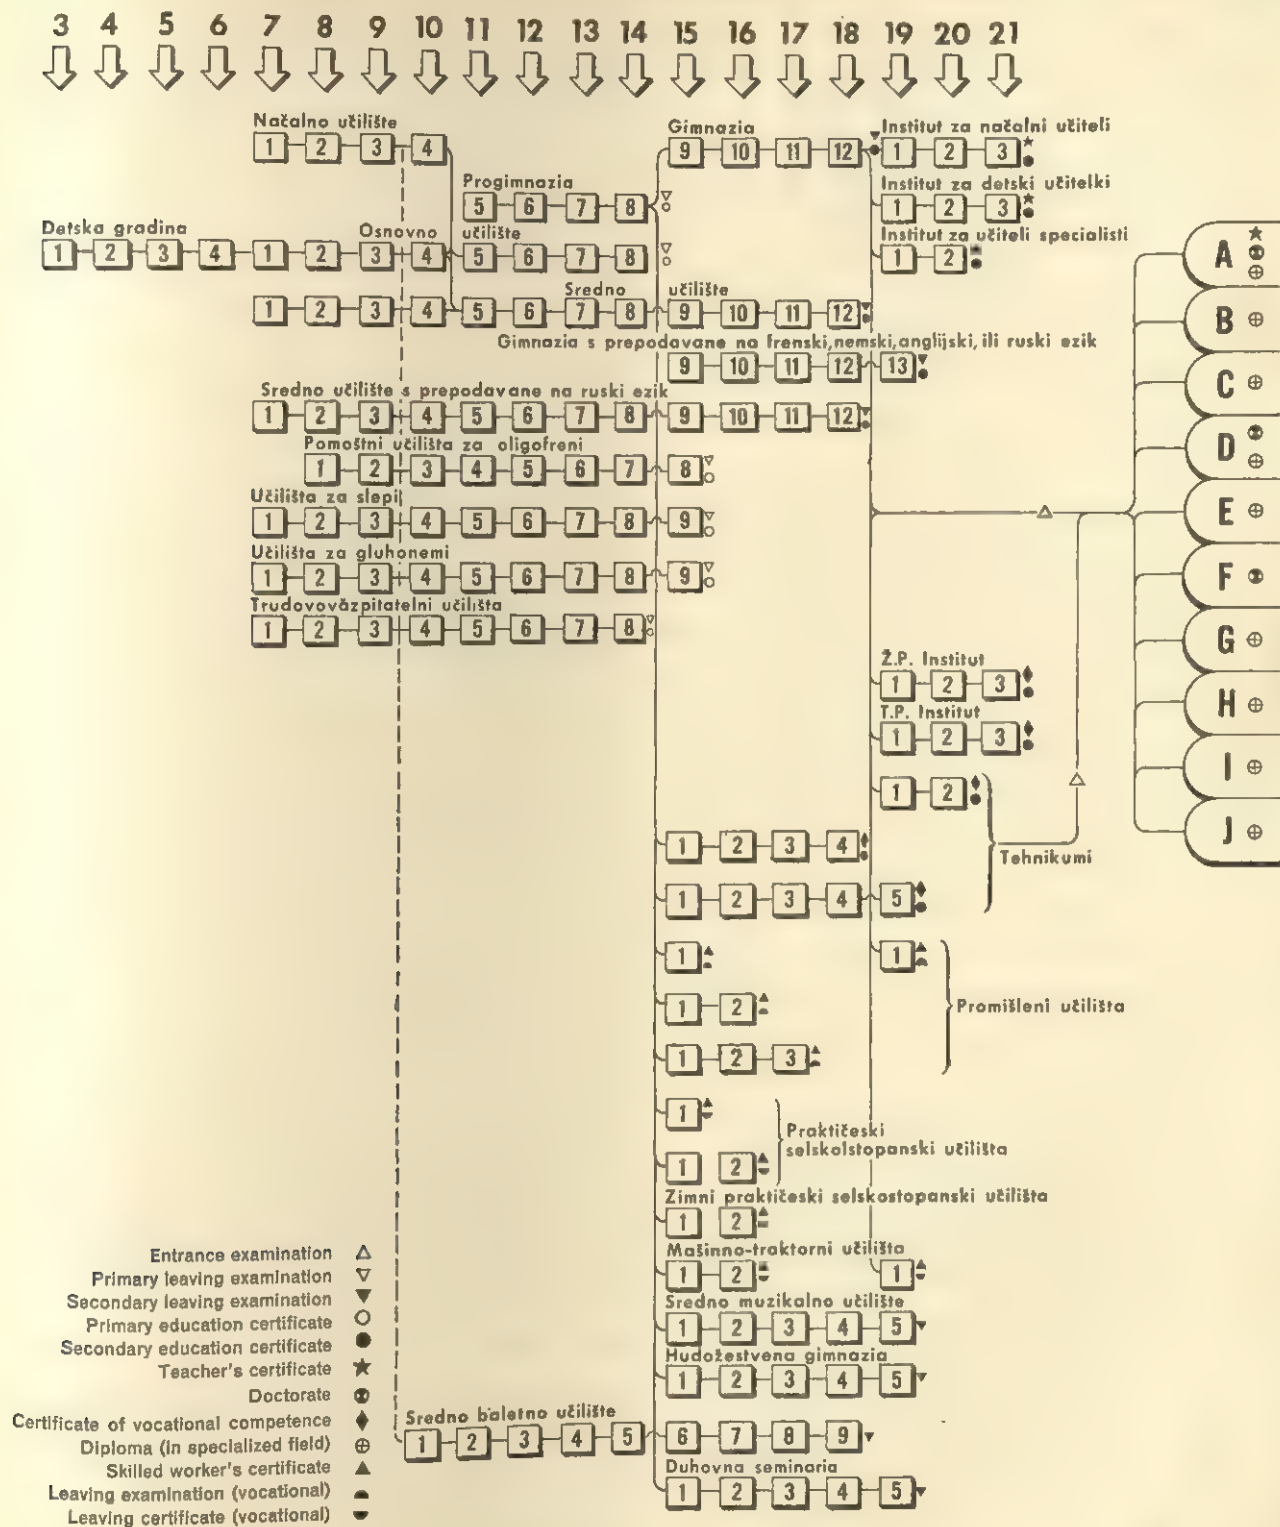 3 4 5 6 7 8 9 10 11 12 13 14 15 16 17 18 19 20 21
Načalno učilište
1 2 3 4
Gimnazia
9 10 11 12
Institut za načalni učiteli
1 2 3
Progimnazia
5 6 7 8
Institut za detski učitelki
1 2 3
Detska gradina
1 2 3 4
Osnovno učilište
1 2 3 4 5 6 7 8
Institut za učiteli specialisti
1 2
Sredno učilište
1 2 3 4 5 6 7 8 9 10 11 12
Gimnazia s prepodavane na frenski, nemski, anglijski, ili ruski ezik
9 10 11 12 13
Sredno učilište s prepodavane na ruski ezik
1 2 3 4 5 6 7 8 9 10 11 12
Pomoštni učilišta za oligofreni
1 2 3 4 5 6 7 8
Učilišta za slepi
1 2 3 4 5 6 7 8 9
Učilišta za gluhonemi
1 2 3 4 5 6 7 8 9
Trudovovăzpitatelni učilišta
1 2 3 4 5 6 7 8
A
B
C
D
E
F
G
H
I
J
Ž.P. Institut
1 2 3
T.P. Institut
1 2 3
1 2
1 2 3 4
Tehnikumi
1 2 3 4 5
1 1
1 2
Promišleni učilišta
1 2 3
1
Praktičeski
selskolstopanski učilišta
1 2
Zimni praktičeski selskostopanski učilišta
1 2
Mašinno-traktorni učilišta
1 2 1
Sredno muzikalno učilište
1 2 3 4 5
Hudožestvena gimnazia
1 2 3 4 5
Sredno baletno učilište
1 2 3 4 5 6 7 8 9
Duhovna seminaria
1 2 3 4 5
Entrance examination △
Primary leaving examination ▽
Secondary leaving examination ▼
Primary education certificate ○
Secondary education certificate ●
Teacher's certificate ★
Doctorate
Certificate of vocational competence ♦
Diploma (in specialized field) ⊕
Skilled worker's certificate ▲
Leaving examination (vocational)
Leaving certificate (vocational)